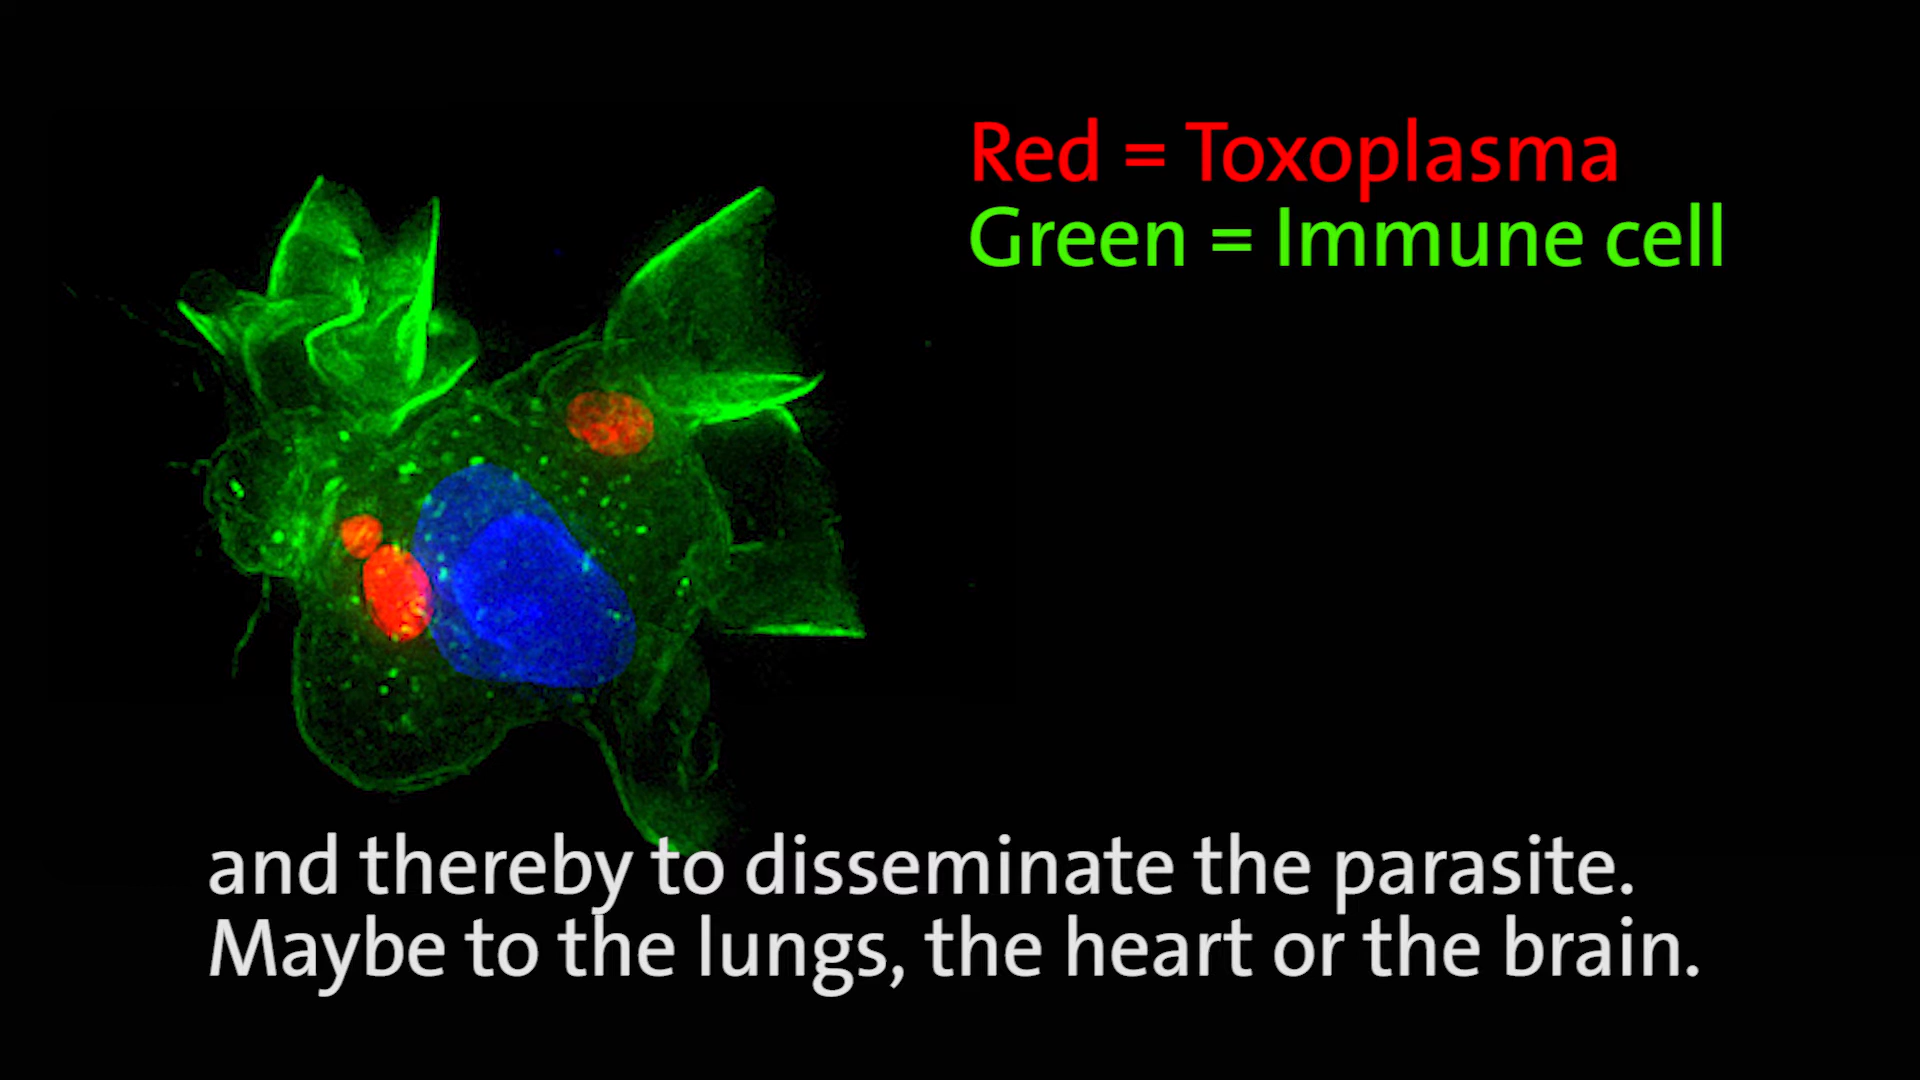 Red = Toxoplasma
Green = Immune cell
and thereby to disseminate the parasite.
Maybe to the lungs, the heart or the brain.